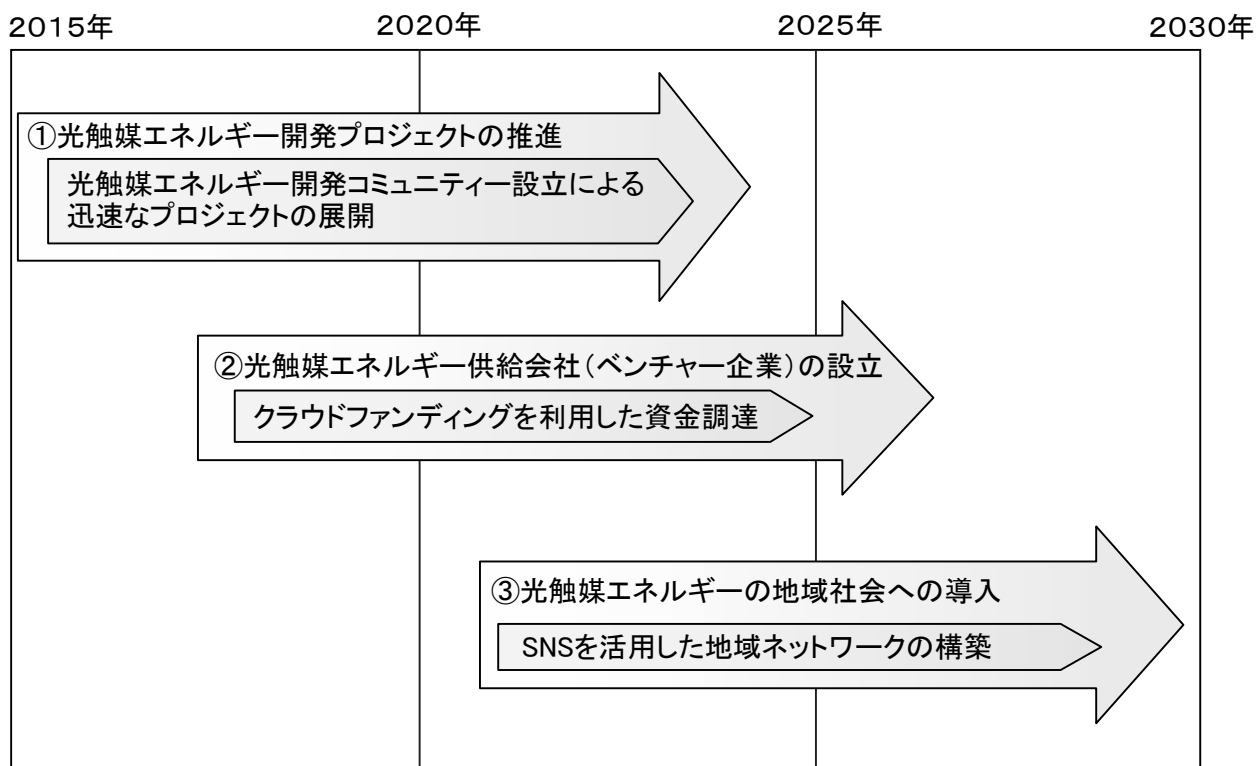 2015年 2020年 2025年 2030年
①光触媒エネルギー開発プロジェクトの推進
光触媒エネルギー開発コミュニティー設立による
迅速なプロジェクトの展開
②光触媒エネルギー供給会社(ベンチャー企業)の設立
クラウドファンディングを利用した資金調達
③光触媒エネルギーの地域社会への導入
SNSを活用した地域ネットワークの構築